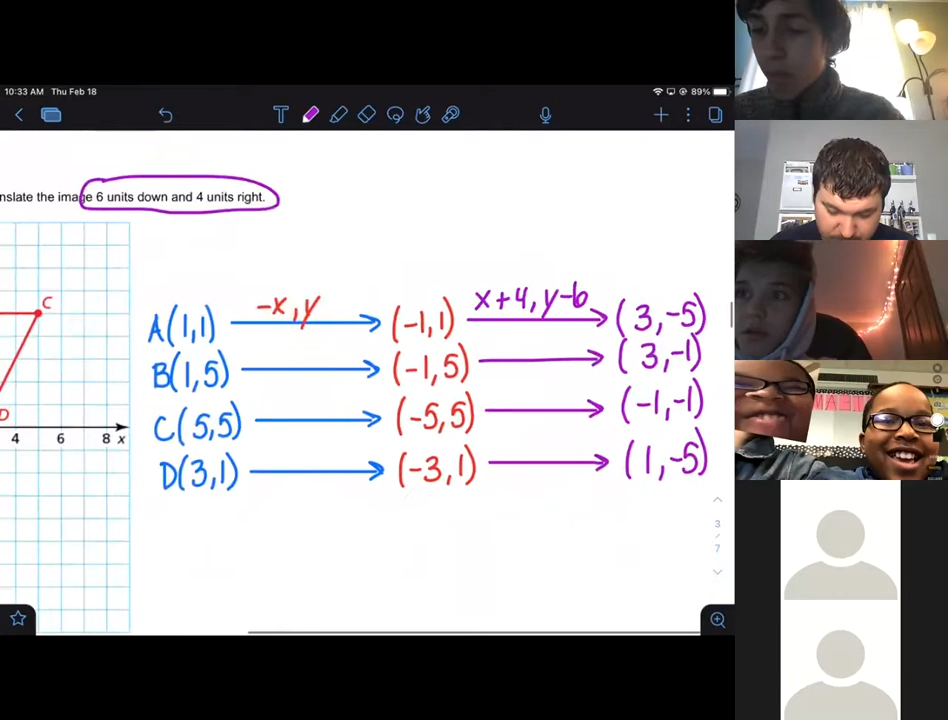 10:33 AM Thu Feb 18
89%
T
nslate the image 6 units down and 4 units right.
C
D
4 6 8 x
-x, y
x+4, y-6
A(1,1) (-1,1) (3,-5)
B(1,5) (-1,5) (3,-1)
C(5,5) (-5,5) (-1,-1)
D(3,1) (-3,1) (1,-5)
3
7